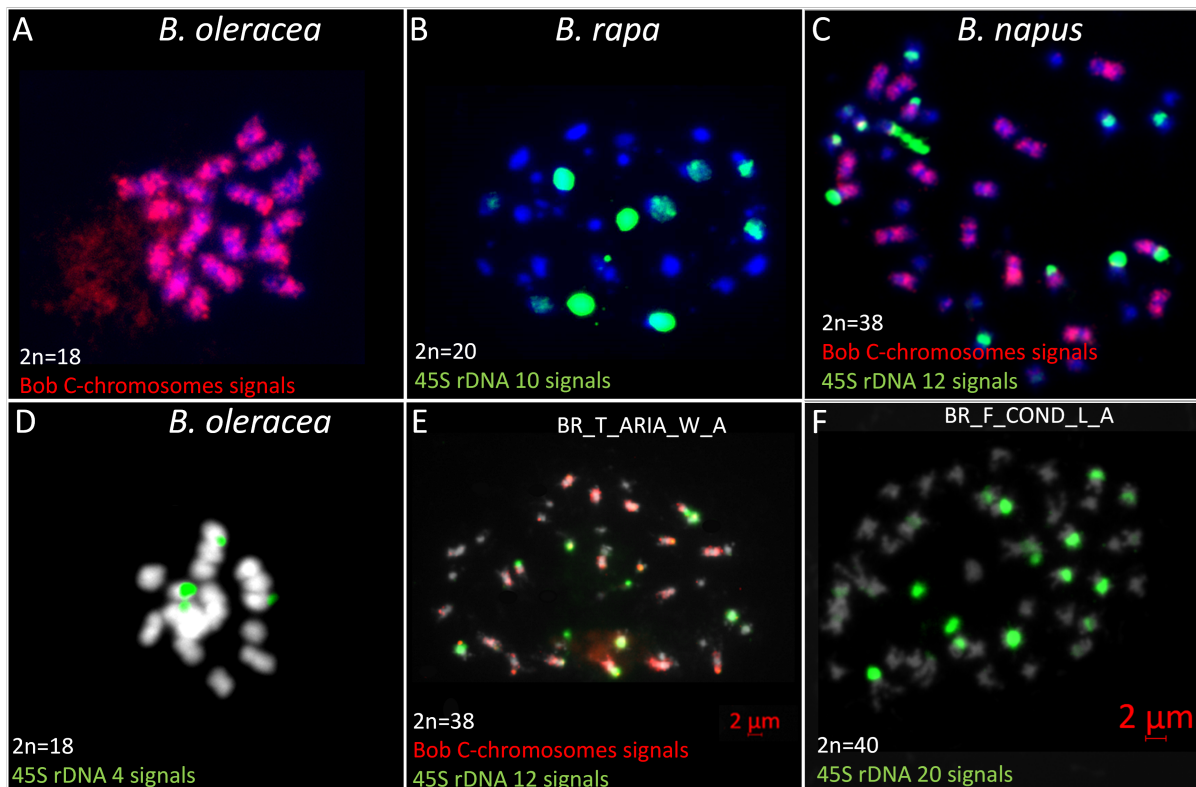 A
B. oleracea
2n=18
Bob C-chromosomes signals
B
B. rapa
2n=20
45S rDNA 10 signals
C
B. napus
2n=38
Bob C-chromosomes signals
45S rDNA 12 signals
D
B. oleracea
2n=18
45S rDNA 4 signals
E
BR_T_ARIA_W_A
2n=38
2 µm
Bob C-chromosomes signals
45S rDNA 12 signals
F
BR_F_COND_L_A
2 µm
2n=40
45S rDNA 20 signals